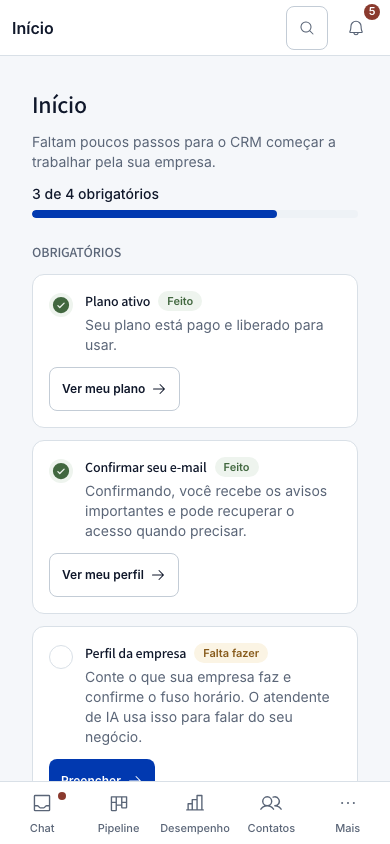 Início
5
Início
Faltam poucos passos para o CRM começar a
trabalhar pela sua empresa.
3 de 4 obrigatórios
OBRIGATÓRIOS
Plano ativo Feito
Seu plano está pago e liberado para
usar.
Ver meu plano →
Confirmar seu e-mail Feito
Confirmando, você recebe os avisos
importantes e pode recuperar o
acesso quando precisar.
Ver meu perfil →
Perfil da empresa Falta fazer
Conte o que sua empresa faz e
confirme o fuso horário. O atendente
de IA usa isso para falar do seu
negócio.
Preencher →
Chat Pipeline Desempenho Contatos Mais